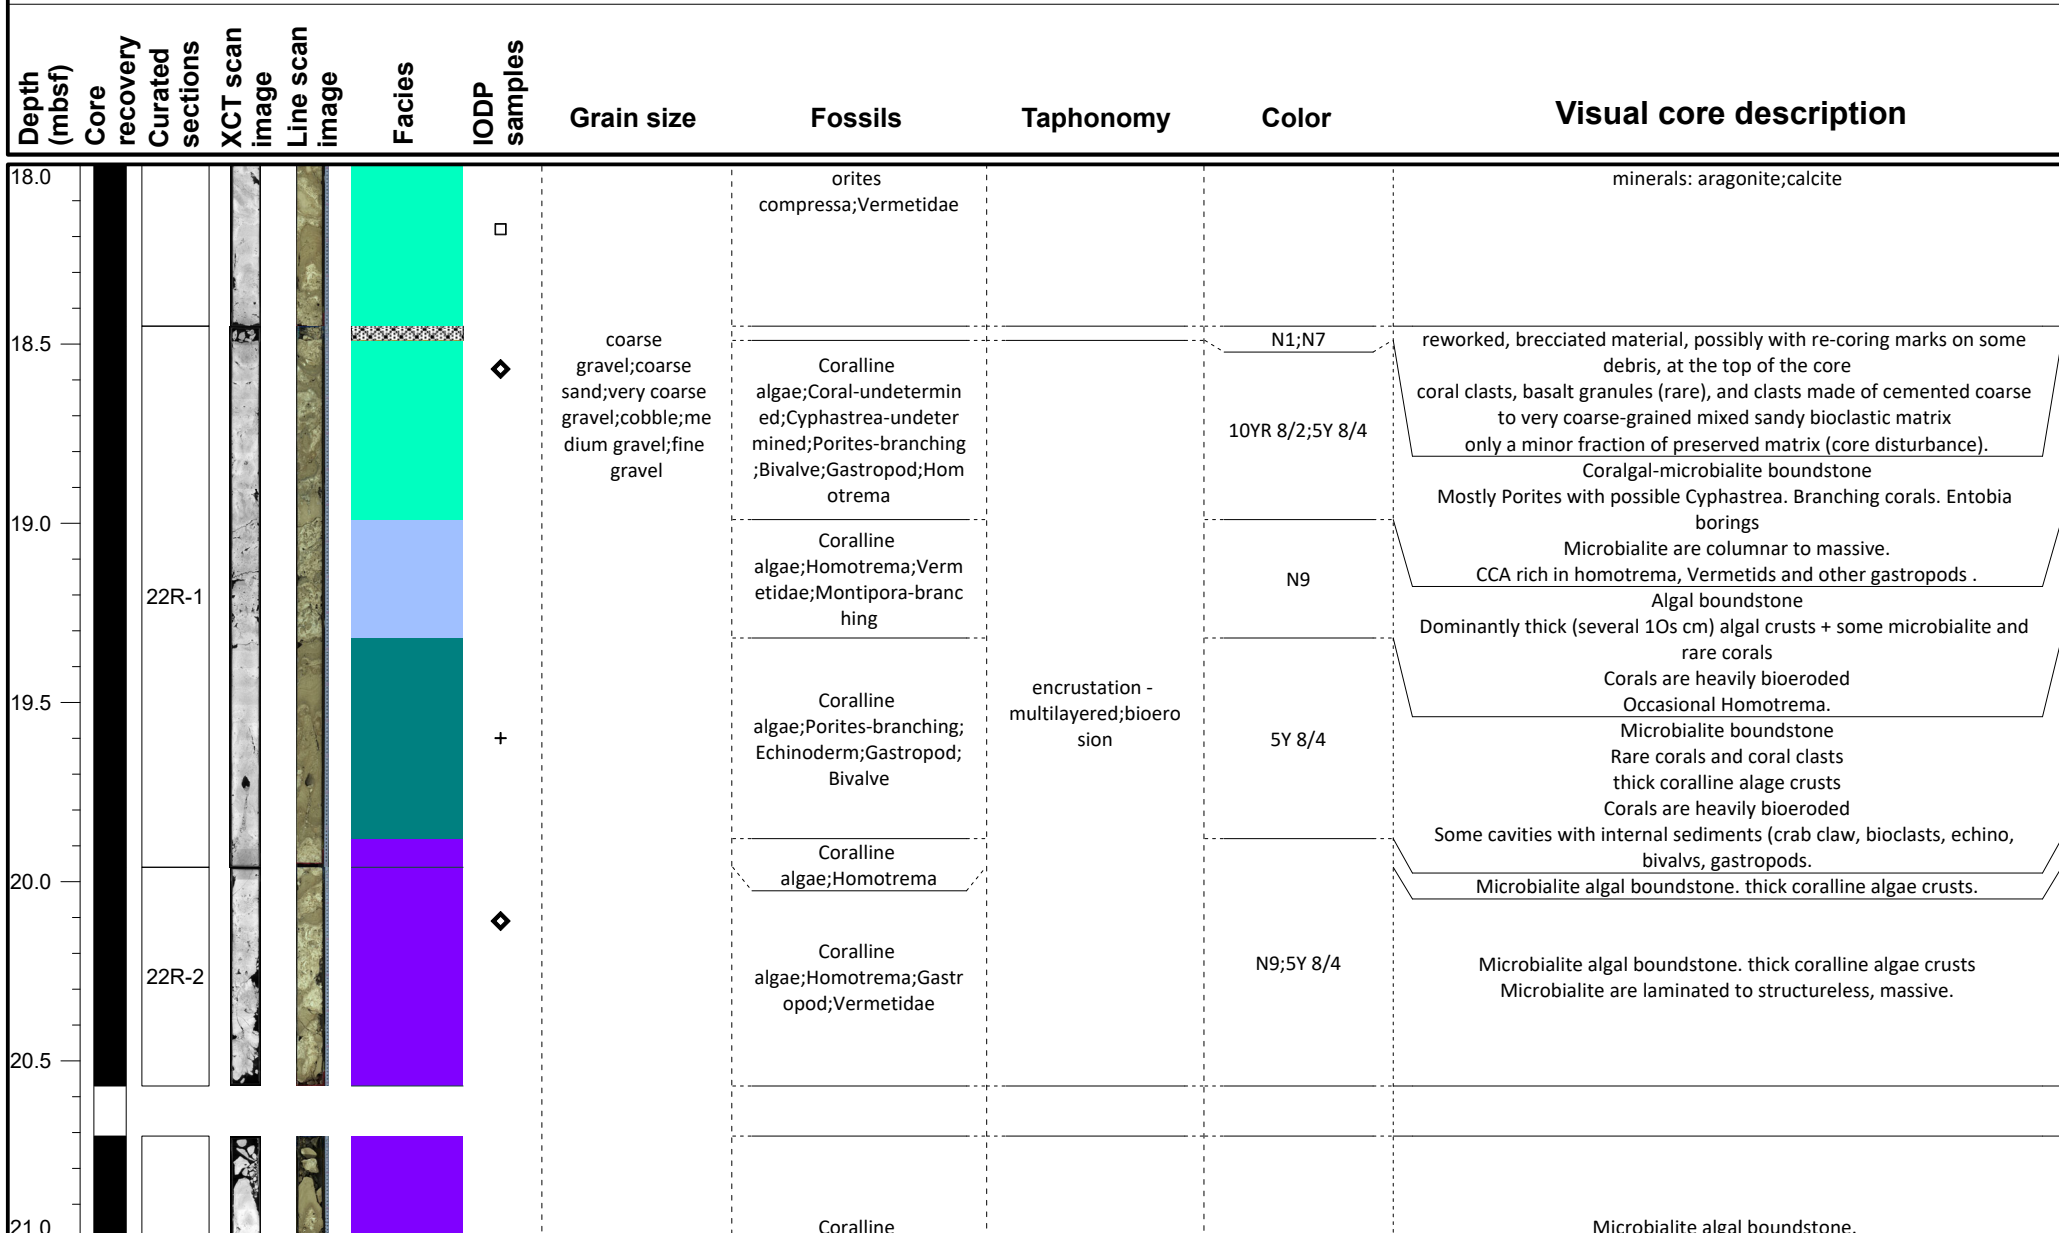 Depth (mbsf)
Core recovery
Curated sections
XCT scan image
Line scan image
Facies
IODP samples
Grain size
Fossils
Taphonomy
Color
Visual core description
18.0
18.5
19.0
19.5
20.0
20.5
21.0
22R-1
22R-2
coarse
gravel;coarse
sand;very coarse
gravel;cobble;me
dium gravel;fine
gravel
orites
compressa;Vermetidae
Coralline
algae;Coral-undetermin
ed;Cyphastrea-undeter
mined;Porites-branching
;Bivalve;Gastropod;Hom
otrema
Coralline
algae;Homotrema;Verm
etidae;Montipora-branc
hing
Coralline
algae;Porites-branching;
Echinoderm;Gastropod;
Bivalve
Coralline
algae;Homotrema
Coralline
algae;Homotrema;Gastr
opod;Vermetidae
Coralline
encrustation -
multilayered;bioero
sion
N1;N7
10YR 8/2;5Y 8/4
N9
5Y 8/4
N9;5Y 8/4
minerals: aragonite;calcite
reworked, brecciated material, possibly with re-coring marks on some
debris, at the top of the core
coral clasts, basalt granules (rare), and clasts made of cemented coarse
to very coarse-grained mixed sandy bioclastic matrix
only a minor fraction of preserved matrix (core disturbance).
Coralgal-microbialite boundstone
Mostly Porites with possible Cyphastrea. Branching corals. Entobia
borings
Microbialite are columnar to massive.
CCA rich in homotrema, Vermetids and other gastropods .
Algal boundstone
Dominantly thick (several 1Os cm) algal crusts + some microbialite and
rare corals
Corals are heavily bioeroded
Occasional Homotrema.
Microbialite boundstone
Rare corals and coral clasts
thick coralline alage crusts
Corals are heavily bioeroded
Some cavities with internal sediments (crab claw, bioclasts, echino,
bivalvs, gastropods.
Microbialite algal boundstone. thick coralline algae crusts.
Microbialite algal boundstone. thick coralline algae crusts
Microbialite are laminated to structureless, massive.
Microbialite algal boundstone.